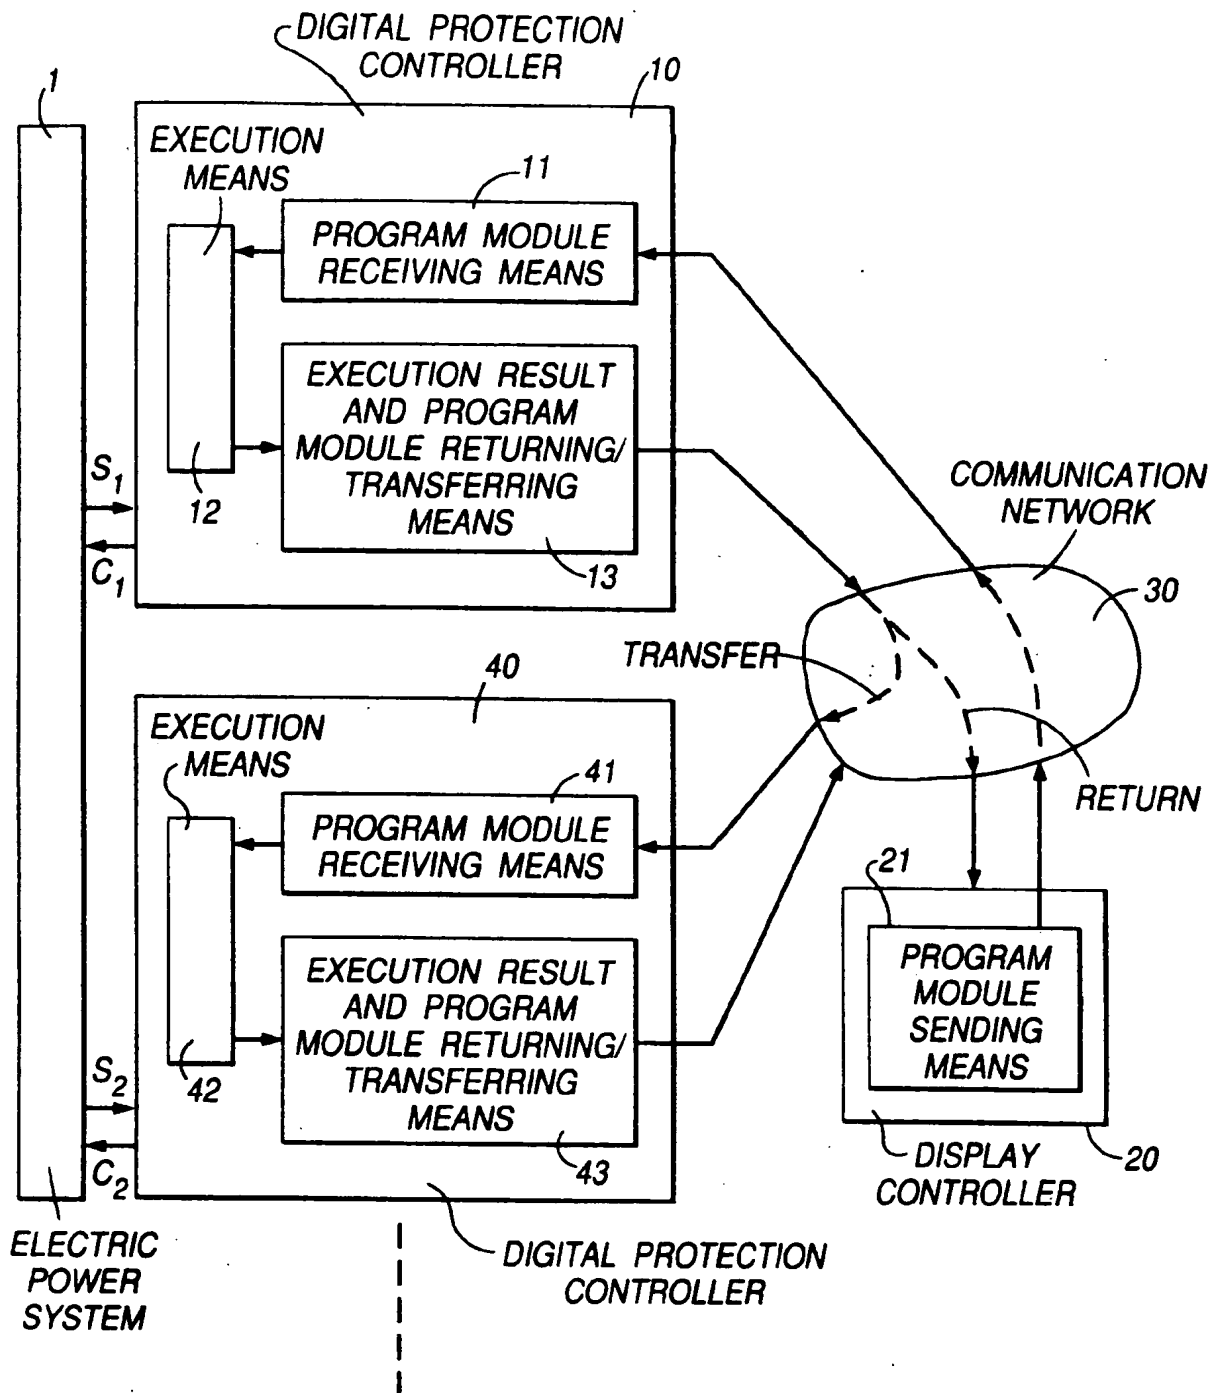 DIGITAL PROTECTION
CONTROLLER
10
1
EXECUTION
MEANS
11
PROGRAM MODULE
RECEIVING MEANS
EXECUTION RESULT
AND PROGRAM
MODULE RETURNING/
TRANSFERRING
MEANS
12
13
S1
C1
COMMUNICATION
NETWORK
30
TRANSFER
RETURN
40
EXECUTION
MEANS
41
PROGRAM MODULE
RECEIVING MEANS
EXECUTION RESULT
AND PROGRAM
MODULE RETURNING/
TRANSFERRING
MEANS
42
43
S2
C2
21
PROGRAM
MODULE
SENDING
MEANS
DISPLAY
CONTROLLER
20
ELECTRIC
POWER
SYSTEM
DIGITAL PROTECTION
CONTROLLER